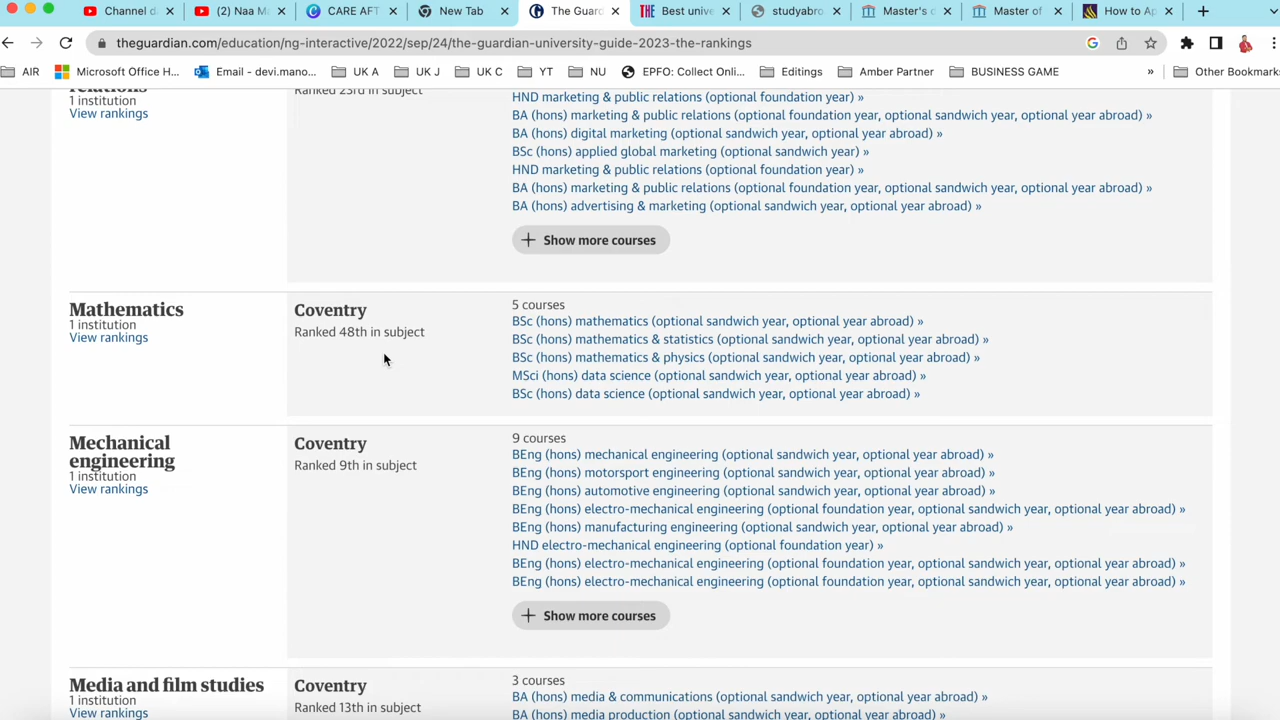 Channel d
(2) Naa M
CARE AFT
New Tab
The Guar
Best unive
studyabro
Master's d
Master of
How to Ap
theguardian.com/education/ng-interactive/2022/sep/24/the-guardian-university-guide-2023-the-rankings
AIR
Microsoft Office H...
Email - devi.mano...
UK A
UK J
UK C
YT
NU
EPFO: Collect Onli...
Editings
Amber Partner
BUSINESS GAME
»
Other Bookmarks
relations
1 institution
View rankings
Ranked 23rd in subject
HND marketing & public relations (optional foundation year) »
BA (hons) marketing & public relations (optional foundation year, optional sandwich year, optional year abroad) »
BA (hons) digital marketing (optional sandwich year, optional year abroad) »
BSc (hons) applied global marketing (optional sandwich year) »
HND marketing & public relations (optional foundation year) »
BA (hons) marketing & public relations (optional foundation year, optional sandwich year, optional year abroad) »
BA (hons) advertising & marketing (optional sandwich year, optional year abroad) »
+ Show more courses
Mathematics
1 institution
View rankings
Coventry
Ranked 48th in subject
5 courses
BSc (hons) mathematics (optional sandwich year, optional year abroad) »
BSc (hons) mathematics & statistics (optional sandwich year, optional year abroad) »
BSc (hons) mathematics & physics (optional sandwich year, optional year abroad) »
MSci (hons) data science (optional sandwich year, optional year abroad) »
BSc (hons) data science (optional sandwich year, optional year abroad) »
Mechanical
engineering
1 institution
View rankings
Coventry
Ranked 9th in subject
9 courses
BEng (hons) mechanical engineering (optional sandwich year, optional year abroad) »
BEng (hons) motorsport engineering (optional sandwich year, optional year abroad) »
BEng (hons) automotive engineering (optional sandwich year, optional year abroad) »
BEng (hons) electro-mechanical engineering (optional foundation year, optional sandwich year, optional year abroad) »
BEng (hons) manufacturing engineering (optional sandwich year, optional year abroad) »
HND electro-mechanical engineering (optional foundation year) »
BEng (hons) electro-mechanical engineering (optional foundation year, optional sandwich year, optional year abroad) »
BEng (hons) electro-mechanical engineering (optional foundation year, optional sandwich year, optional year abroad) »
+ Show more courses
Media and film studies
1 institution
View rankings
Coventry
Ranked 13th in subject
3 courses
BA (hons) media & communications (optional sandwich year, optional year abroad) »
BA (hons) media production (optional sandwich year, optional year abroad) »